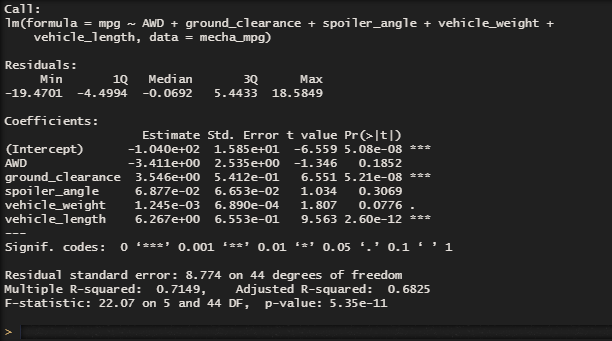 Call:
lm(formula = mpg ~ AWD + ground_clearance + spoiler_angle + vehicle_weight +
    vehicle_length, data = mecha_mpg)

Residuals:
     Min       1Q   Median       3Q      Max
-19.4701  -4.4994  -0.0692   5.4433  18.5849

Coefficients:
                   Estimate Std. Error t value Pr(>|t|)
(Intercept)      -1.040e+02  1.585e+01  -6.559 5.08e-08 ***
AWD              -3.411e+00  2.535e+00  -1.346   0.1852
ground_clearance  3.546e+00  5.412e-01   6.551 5.21e-08 ***
spoiler_angle     6.877e-02  6.653e-02   1.034   0.3069
vehicle_weight    1.245e-03  6.890e-04   1.807   0.0776 .
vehicle_length    6.267e+00  6.553e-01   9.563 2.60e-12 ***
---
Signif. codes:  0 ‘***’ 0.001 ‘**’ 0.01 ‘*’ 0.05 ‘.’ 0.1 ‘ ’ 1

Residual standard error: 8.774 on 44 degrees of freedom
Multiple R-squared:  0.7149,	Adjusted R-squared:  0.6825
F-statistic: 22.07 on 5 and 44 DF,  p-value: 5.35e-11

>